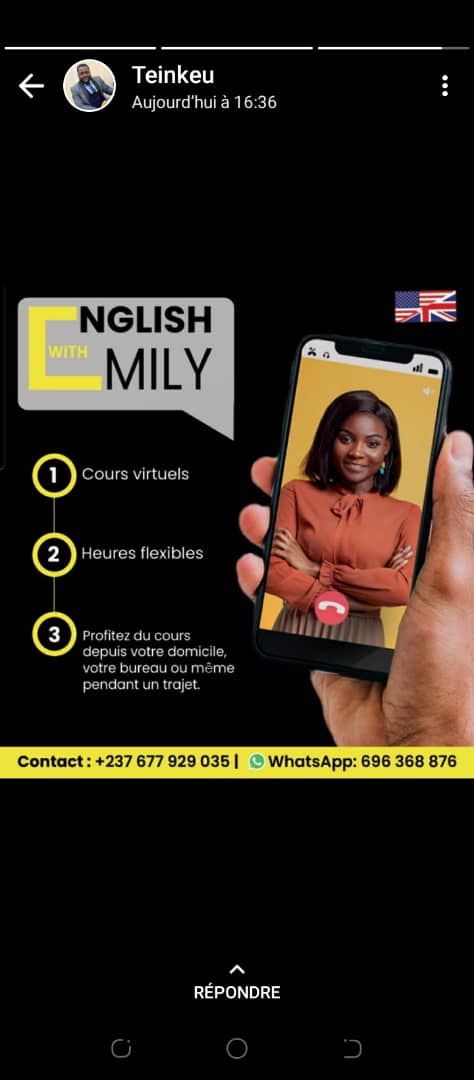 Teinkeu
Aujourd'hui à 16:36
ENGLISH
WITH
EMILY
1 Cours virtuels
2 Heures flexibles
3 Profitez du cours
depuis votre domicile,
votre bureau ou même
pendant un trajet.
Contact : +237 677 929 035 | WhatsApp: 696 368 876
RÉPONDRE